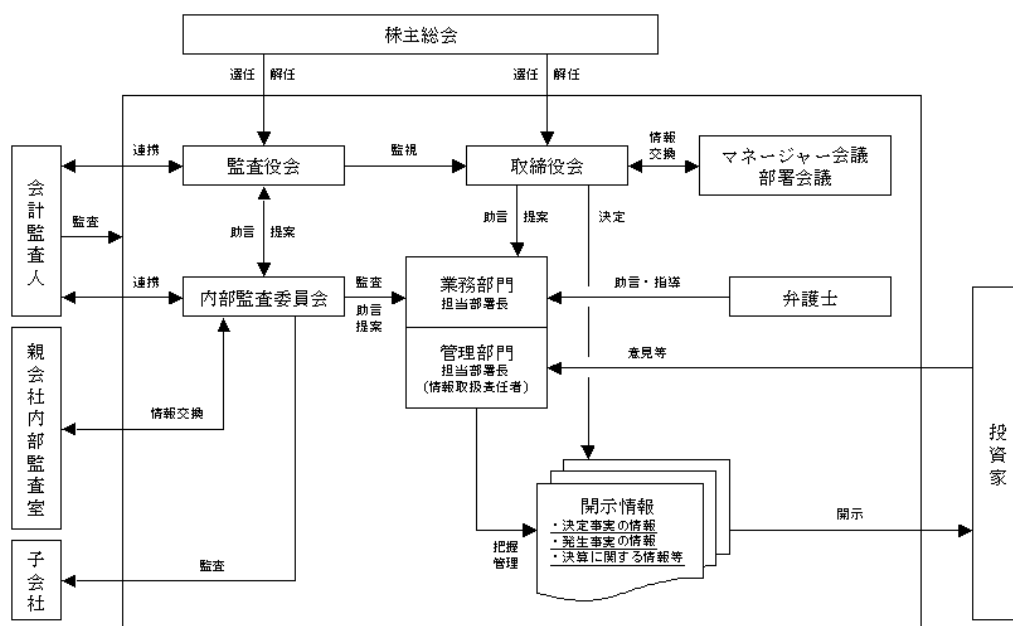 株主総会
選任 解任
選任 解任
連携
監査役会
監視
取締役会
情報
交換
マネージャー会議
部署会議
会計監査人
監査
助言 提案
助言 提案
決定
連携
内部監査委員会
監査
助言
提案
業務部門
担当部署長
助言・指導
弁護士
管理部門
担当部署長
(情報取扱責任者)
意見等
親会社内部監査室
情報交換
投資家
開示情報
・決定事実の情報
・発生事実の情報
・決算に関する情報等
把握
管理
開示
子会社
監査